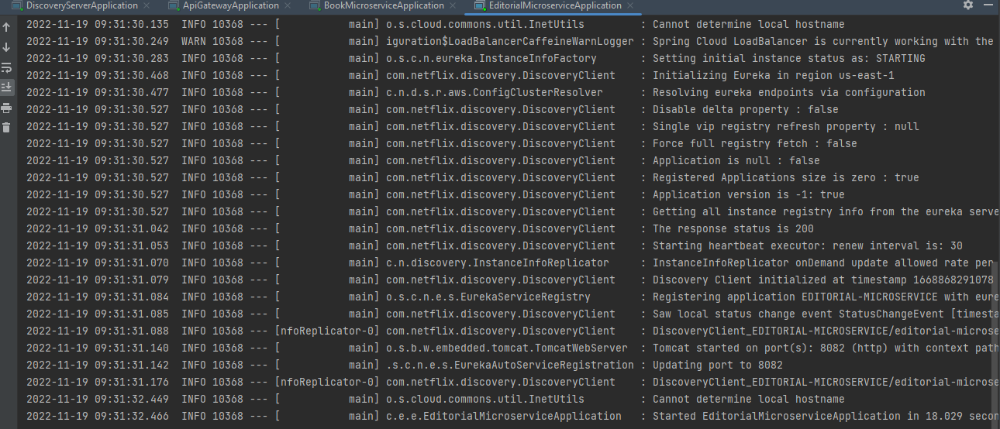 DiscoveryServerApplication ApiGatewayApplication BookMicroserviceApplication EditorialMicroserviceApplication
2022-11-19 09:31:30.135  INFO 10368 --- [           main] o.s.cloud.commons.util.InetUtils         : Cannot determine local hostname
2022-11-19 09:31:30.249  WARN 10368 --- [           main] iguration$LoadBalancerCaffeineWarnLogger : Spring Cloud LoadBalancer is currently working with the
2022-11-19 09:31:30.283  INFO 10368 --- [           main] o.s.c.n.eureka.InstanceInfoFactory       : Setting initial instance status as: STARTING
2022-11-19 09:31:30.468  INFO 10368 --- [           main] com.netflix.discovery.DiscoveryClient    : Initializing Eureka in region us-east-1
2022-11-19 09:31:30.477  INFO 10368 --- [           main] c.n.d.s.r.aws.ConfigClusterResolver      : Resolving eureka endpoints via configuration
2022-11-19 09:31:30.527  INFO 10368 --- [           main] com.netflix.discovery.DiscoveryClient    : Disable delta property : false
2022-11-19 09:31:30.527  INFO 10368 --- [           main] com.netflix.discovery.DiscoveryClient    : Single vip registry refresh property : null
2022-11-19 09:31:30.527  INFO 10368 --- [           main] com.netflix.discovery.DiscoveryClient    : Force full registry fetch : false
2022-11-19 09:31:30.527  INFO 10368 --- [           main] com.netflix.discovery.DiscoveryClient    : Application is null : false
2022-11-19 09:31:30.527  INFO 10368 --- [           main] com.netflix.discovery.DiscoveryClient    : Registered Applications size is zero : true
2022-11-19 09:31:30.527  INFO 10368 --- [           main] com.netflix.discovery.DiscoveryClient    : Application version is -1: true
2022-11-19 09:31:30.527  INFO 10368 --- [           main] com.netflix.discovery.DiscoveryClient    : Getting all instance registry info from the eureka serve
2022-11-19 09:31:31.042  INFO 10368 --- [           main] com.netflix.discovery.DiscoveryClient    : The response status is 200
2022-11-19 09:31:31.053  INFO 10368 --- [           main] com.netflix.discovery.DiscoveryClient    : Starting heartbeat executor: renew interval is: 30
2022-11-19 09:31:31.070  INFO 10368 --- [           main] c.n.discovery.InstanceInfoReplicator     : InstanceInfoReplicator onDemand update allowed rate per
2022-11-19 09:31:31.079  INFO 10368 --- [           main] com.netflix.discovery.DiscoveryClient    : Discovery Client initialized at timestamp 1668868291078
2022-11-19 09:31:31.084  INFO 10368 --- [           main] o.s.c.n.e.s.EurekaServiceRegistry        : Registering application EDITORIAL-MICROSERVICE with eure
2022-11-19 09:31:31.085  INFO 10368 --- [           main] com.netflix.discovery.DiscoveryClient    : Saw local status change event StatusChangeEvent [timesta
2022-11-19 09:31:31.088  INFO 10368 --- [nfoReplicator-0] com.netflix.discovery.DiscoveryClient    : DiscoveryClient_EDITORIAL-MICROSERVICE/editorial-microse
2022-11-19 09:31:31.140  INFO 10368 --- [           main] o.s.b.w.embedded.tomcat.TomcatWebServer  : Tomcat started on port(s): 8082 (http) with context path
2022-11-19 09:31:31.142  INFO 10368 --- [           main] .s.c.n.e.s.EurekaAutoServiceRegistration : Updating port to 8082
2022-11-19 09:31:31.176  INFO 10368 --- [nfoReplicator-0] com.netflix.discovery.DiscoveryClient    : DiscoveryClient_EDITORIAL-MICROSERVICE/editorial-microse
2022-11-19 09:31:32.449  INFO 10368 --- [           main] o.s.cloud.commons.util.InetUtils         : Cannot determine local hostname
2022-11-19 09:31:32.466  INFO 10368 --- [           main] c.e.e.EditorialMicroserviceApplication   : Started EditorialMicroserviceApplication in 18.029 secon